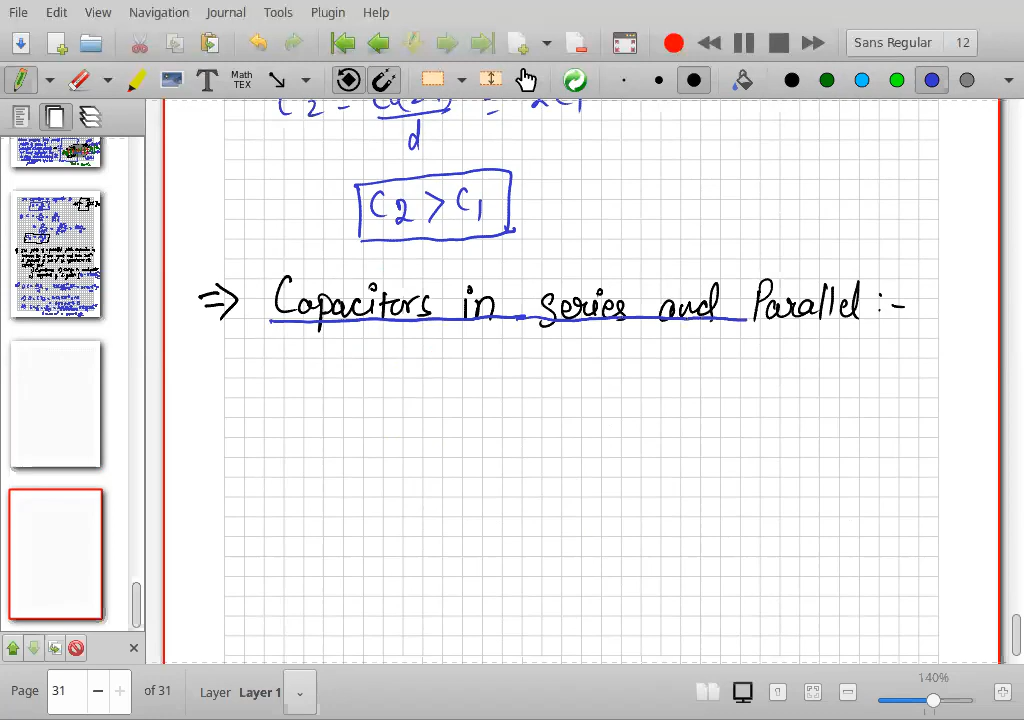 File Edit View Navigation Journal Tools Plugin Help
Sans Regular 12
Math
TEX
d
C2 > C1
⇒ Capacitors in series and Parallel :-
Page 31 of 31 Layer Layer 1
140%